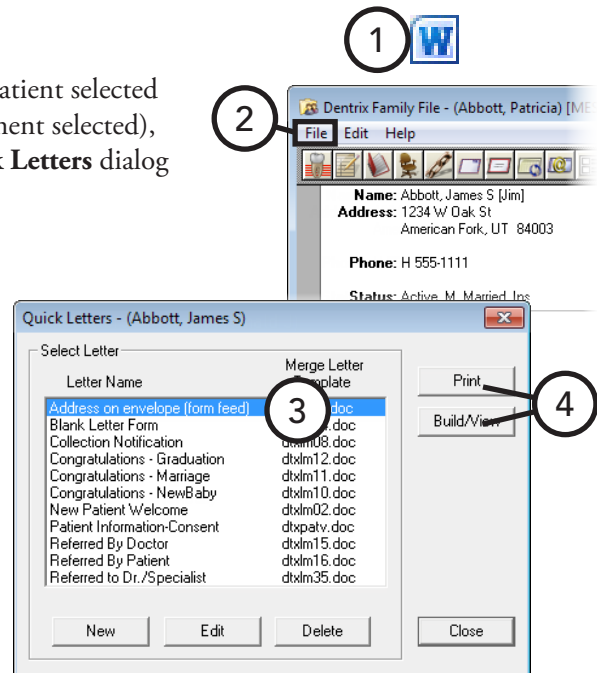 1
W
atient selected
ment selected),
k Letters dialog
2
Dentrix Family File - (Abbott, Patricia) [ME
File Edit Help
Name: Abbott, James S [Jim]
Address: 1234 W Oak St
American Fork, UT 84003
Phone: H 555-1111
Status: Active, M, Married, Ins
Quick Letters - (Abbott, James S)
Select Letter
Letter Name
Merge Letter
Template
Address on envelope (form feed) .doc
Blank Letter Form .doc
Collection Notification dtxlm08.doc
Congratulations - Graduation dtxlm12.doc
Congratulations - Marriage dtxlm11.doc
Congratulations - NewBaby dtxlm10.doc
New Patient Welcome dtxlm02.doc
Patient Information-Consent dtxpatv.doc
Referred By Doctor dtxlm15.doc
Referred By Patient dtxlm16.doc
Referred to Dr./Specialist dtxlm35.doc
3
Print
Build/View
4
New Edit Delete Close